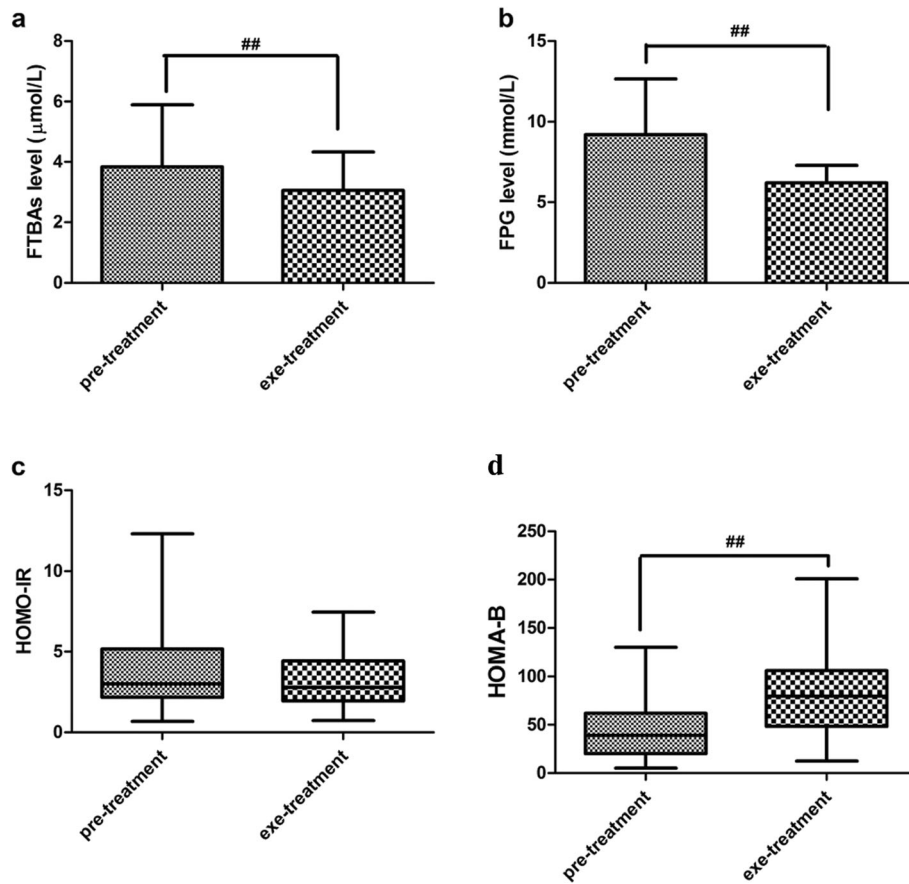 a
##
FTBAs level (μmol/L)
8
6
4
2
0
pre-treatment
exe-treatment
b
##
FPG level (mmol/L)
15
10
5
0
pre-treatment
exe-treatment
c
HOMO-IR
15
10
5
0
pre-treatment
exe-treatment
d
##
HOMA-B
250
200
150
100
50
0
pre-treatment
exe-treatment